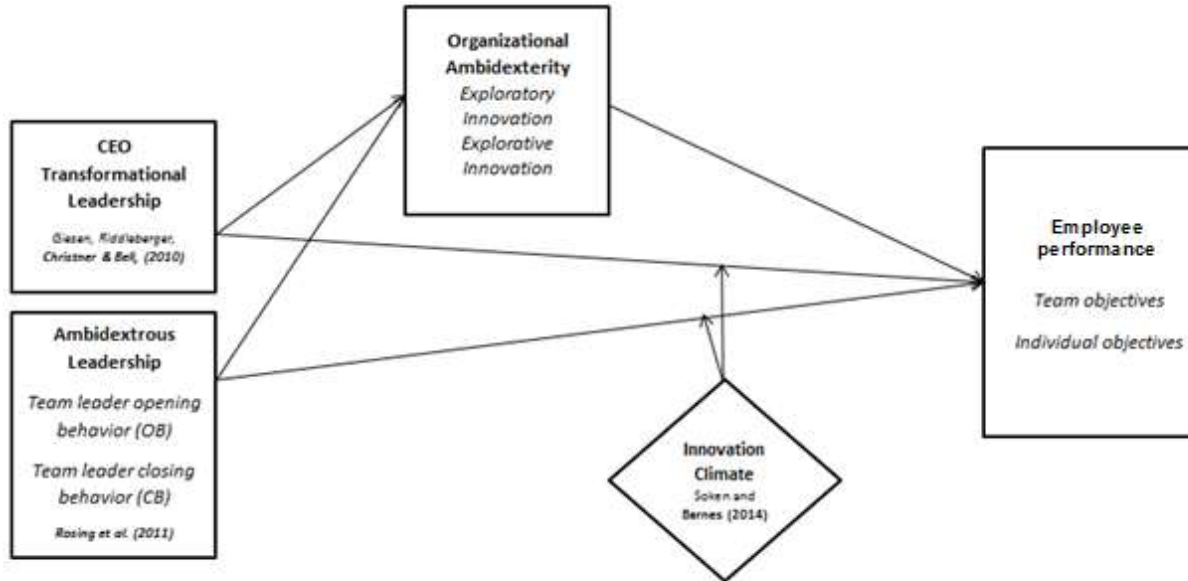 Organizational
Ambidexterity
Exploratory
Innovation
Explorative
Innovation
CEO
Transformational
Leadership
Giesen, Riddleberger,
Christner & Bell, (2010)
Ambidextrous
Leadership
Team leader opening
behavior (OB)
Team leader closing
behavior (CB)
Rosing et al. (2011)
Innovation
Climate
Soken and
Bernes (2014)
Employee
performance
Team objectives
Individual objectives